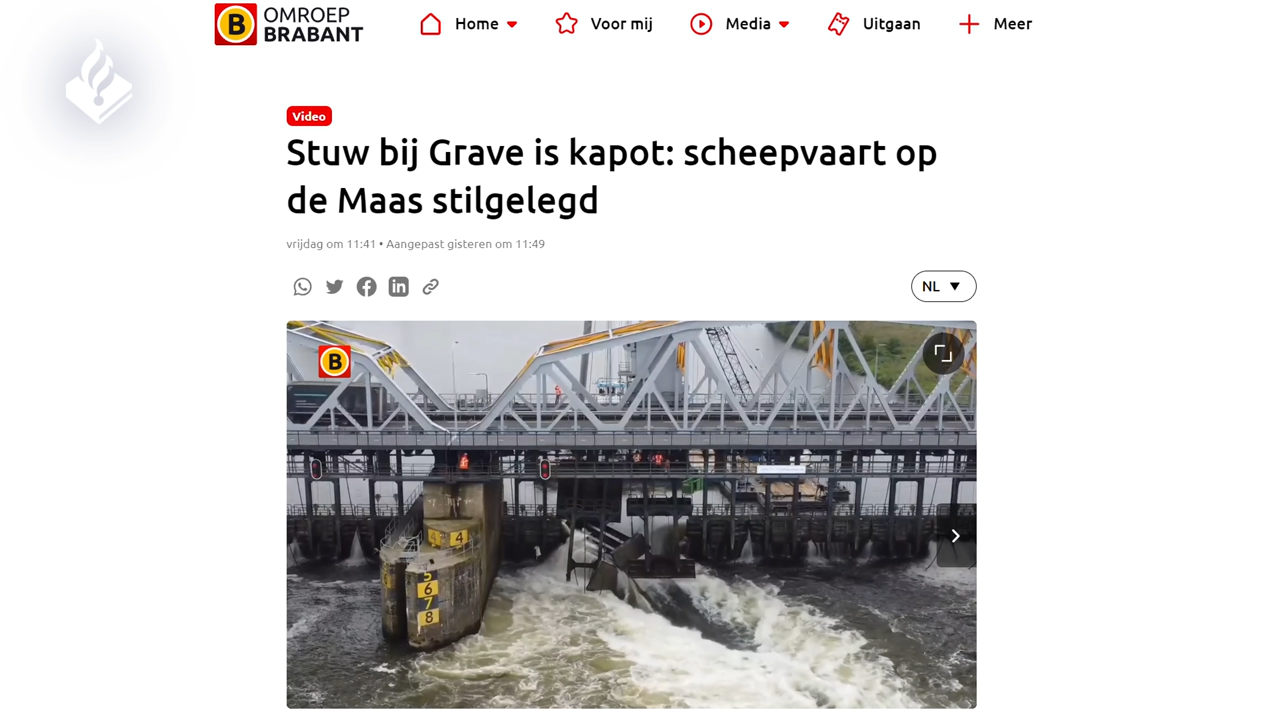 OMROEP
BRABANT
Home
Voor mij
Media
Uitgaan
Meer
Video
Stuw bij Grave is kapot: scheepvaart op
de Maas stilgelegd
vrijdag om 11:41 • Aangepast gisteren om 11:49
NL
B
B
4
4
5
6
7
8